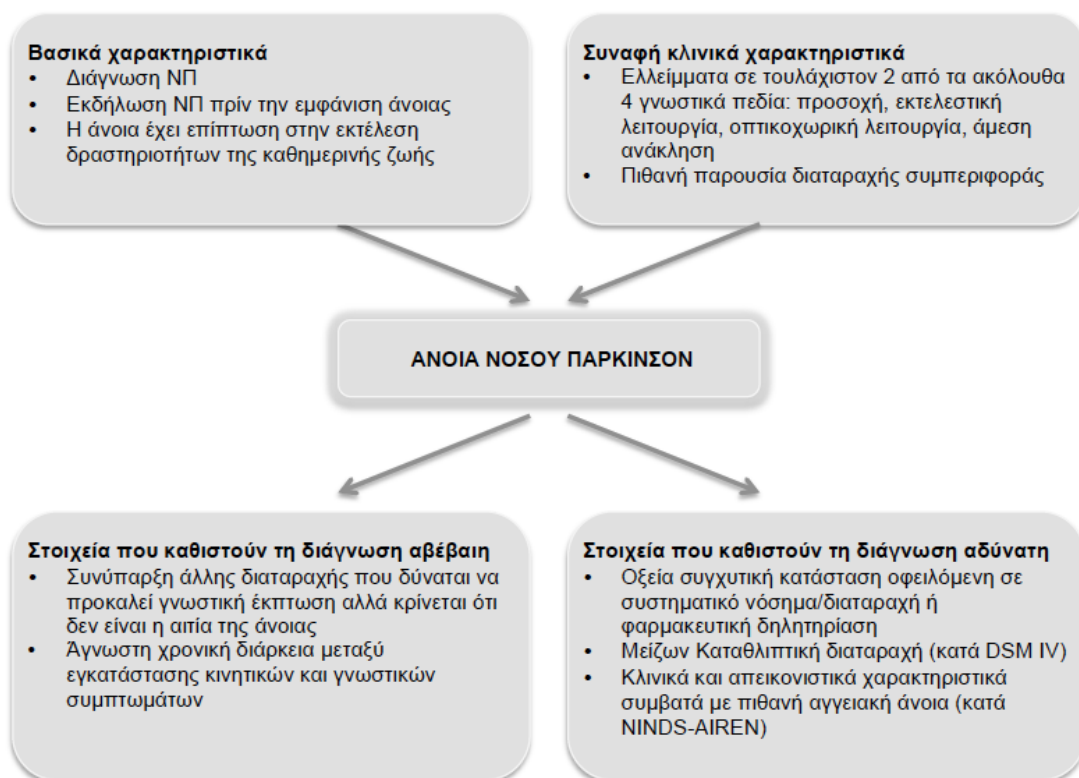 Βασικά χαρακτηριστικά
• Διάγνωση ΝΠ
• Εκδήλωση ΝΠ πρίν την εμφάνιση άνοιας
• Η άνοια έχει επίπτωση στην εκτέλεση
δραστηριοτήτων της καθημερινής ζωής
Συναφή κλινικά χαρακτηριστικά
• Ελλείμματα σε τουλάχιστον 2 από τα ακόλουθα
4 γνωστικά πεδία: προσοχή, εκτελεστική
λειτουργία, οπτικοχωρική λειτουργία, άμεση
ανάκληση
• Πιθανή παρουσία διαταραχής συμπεριφοράς
ΑΝΟΙΑ ΝΟΣΟΥ ΠΑΡΚΙΝΣΟΝ
Στοιχεία που καθιστούν τη διάγνωση αβέβαιη
• Συνύπαρξη άλλης διαταραχής που δύναται να
προκαλεί γνωστική έκπτωση αλλά κρίνεται ότι
δεν είναι η αιτία της άνοιας
• Άγνωστη χρονική διάρκεια μεταξύ
εγκατάστασης κινητικών και γνωστικών
συμπτωμάτων
Στοιχεία που καθιστούν τη διάγνωση αδύνατη
• Οξεία συγχυτική κατάσταση οφειλόμενη σε
συστηματικό νόσημα/διαταραχή ή
φαρμακευτική δηλητηρίαση
• Μείζων Καταθλιπτική διαταραχή (κατά DSM IV)
• Κλινικά και απεικονιστικά χαρακτηριστικά
συμβατά με πιθανή αγγειακή άνοια (κατά
NINDS-AIREN)